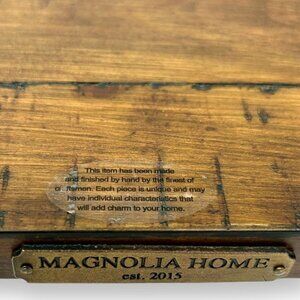 This item has been made
and finished by hand by the finest of
craftsmen. Each piece is unique and may
have individual characteristics that
will add charm to your home.
MAGNOLIA HOME
est. 2015